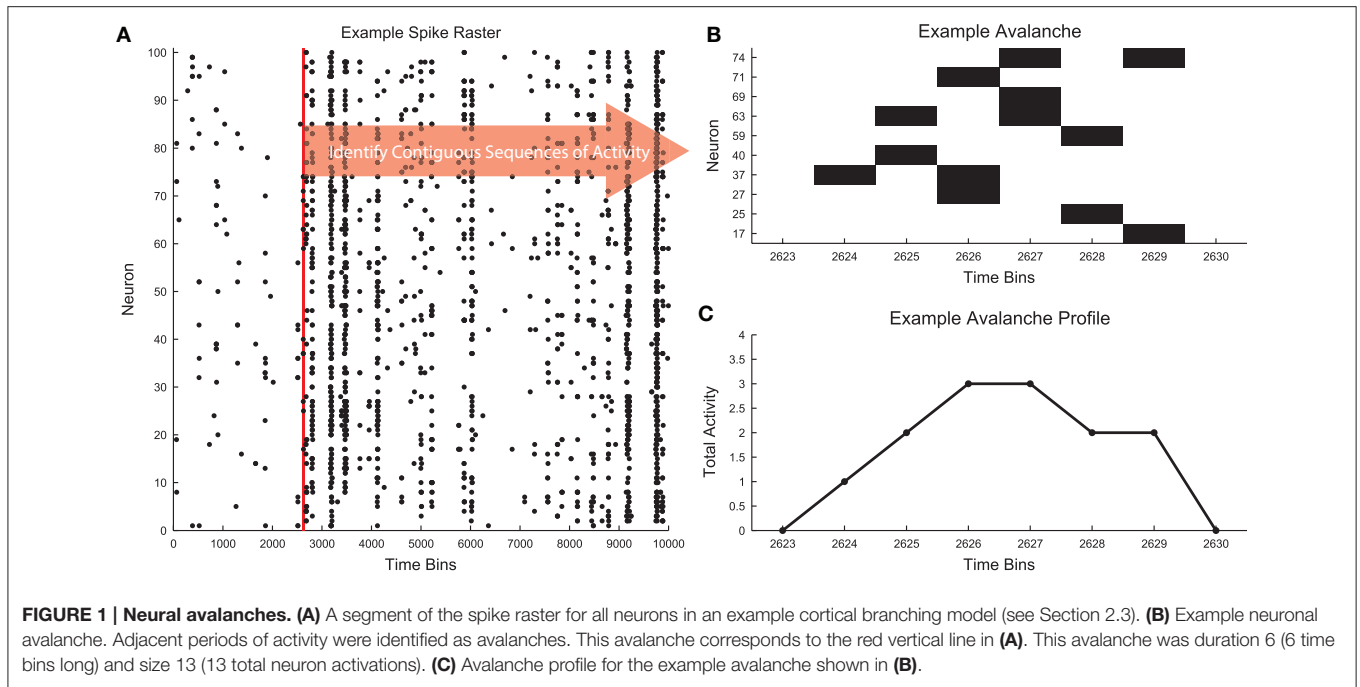 A
Example Spike Raster
100
90
80
70
60
50
40
30
20
10
0
Neuron
Identify Contiguous Sequences of Activity
0 1000 2000 3000 4000 5000 6000 7000 8000 9000 10000
Time Bins
B
Example Avalanche
74
71
69
63
59
40
37
27
25
17
Neuron
2623 2624 2625 2626 2627 2628 2629 2630
Time Bins
C
Example Avalanche Profile
4
3.5
3
2.5
2
1.5
1
0.5
0
Total Activity
2623 2624 2625 2626 2627 2628 2629 2630
Time Bins
FIGURE 1 | Neural avalanches. (A) A segment of the spike raster for all neurons in an example cortical branching model (see Section 2.3). (B) Example neuronal
avalanche. Adjacent periods of activity were identified as avalanches. This avalanche corresponds to the red vertical line in (A). This avalanche was duration 6 (6 time
bins long) and size 13 (13 total neuron activations). (C) Avalanche profile for the example avalanche shown in (B).